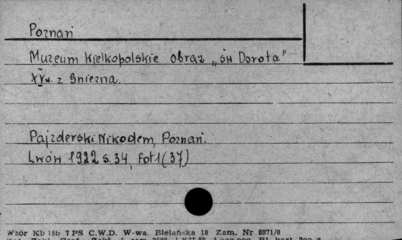 Poznań
Muzeum Wielkopolskie obraz „św Dorota"
XVw. z Gniezna.
Pajzderski Nikodem, Poznań.
Lwów 1922 s. 34, fot 1 (37)
Wzór Kb 15b 7 PS C.W.D. W-wa. Bielańska 18 Zam. Nr 8971/0